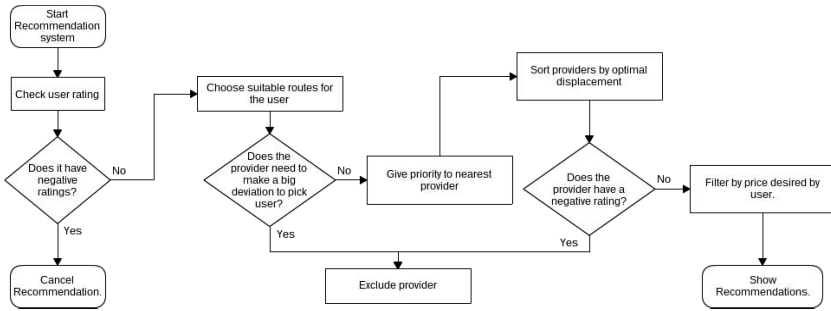 Start
Recommendation
system
Check user rating
Does it have
negative
ratings?
No
Yes
Cancel
Recommendation.
Choose suitable routes for
the user
Does the
provider need to
make a big
deviation to pick
user?
No
Yes
Give priority to nearest
provider
Exclude provider
Sort providers by optimal
displacement
Does the
provider have a
negative rating?
No
Yes
Filter by price desired by
user.
Show
Recommendations.